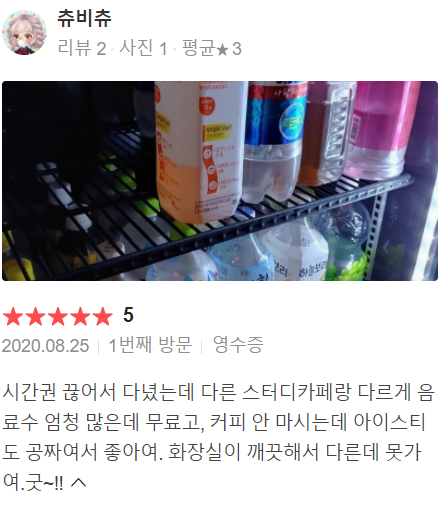 츄비츄
리뷰 2 · 사진 1 · 평균★3
하늘보리
★★★★★ 5
2020.08.25 | 1번째 방문 | 영수증
시간권 끊어서 다녔는데 다른 스터디카페랑 다르게 음
료수 엄청 많은데 무료고, 커피 안 마시는데 아이스티
도 공짜여서 좋아여. 화장실이 깨끗해서 다른데 못가
여.굿~!! ㅅ